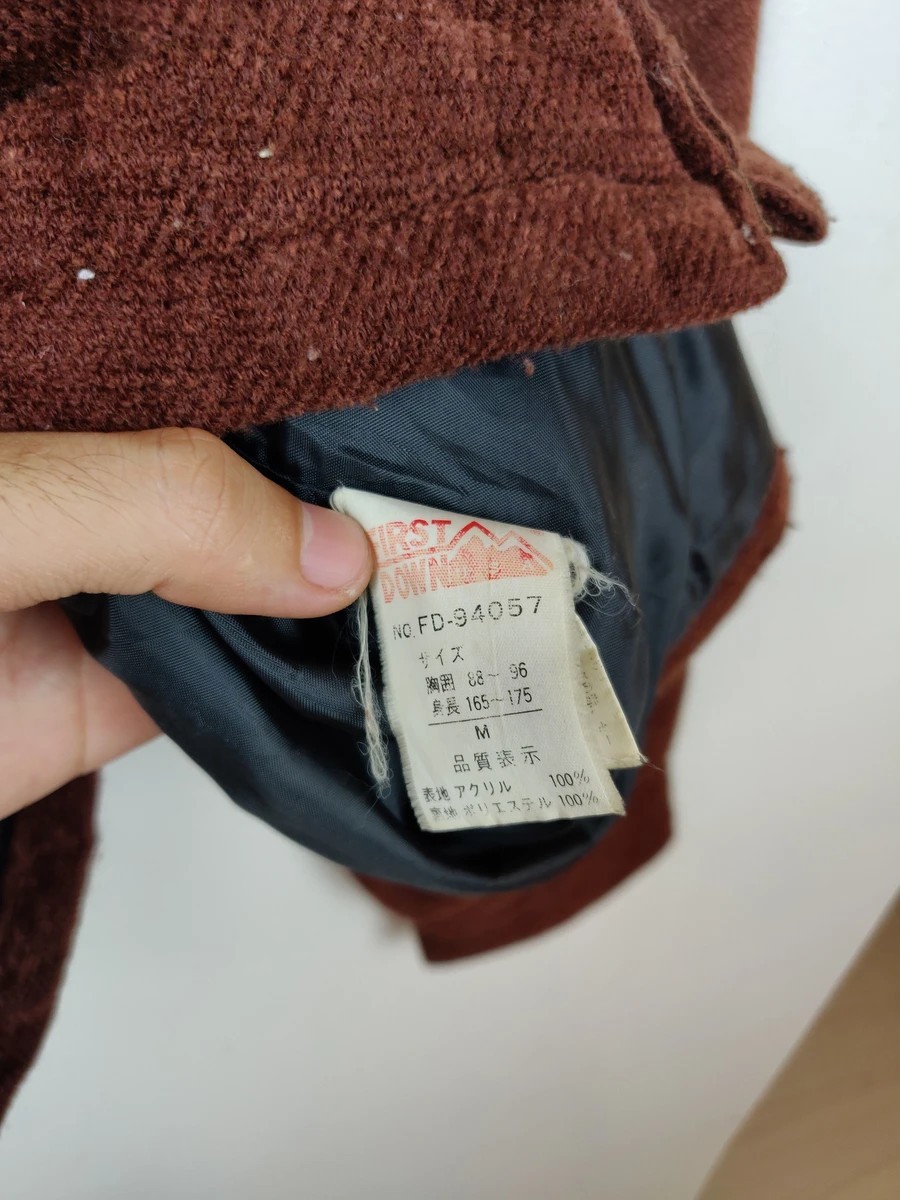 FIRST
DOWN
NO. FD-94057
サイズ
胸囲 88～96
身長 165～175
M
品質表示
表地 アクリル 100%
裏地 ポリエステル 100%